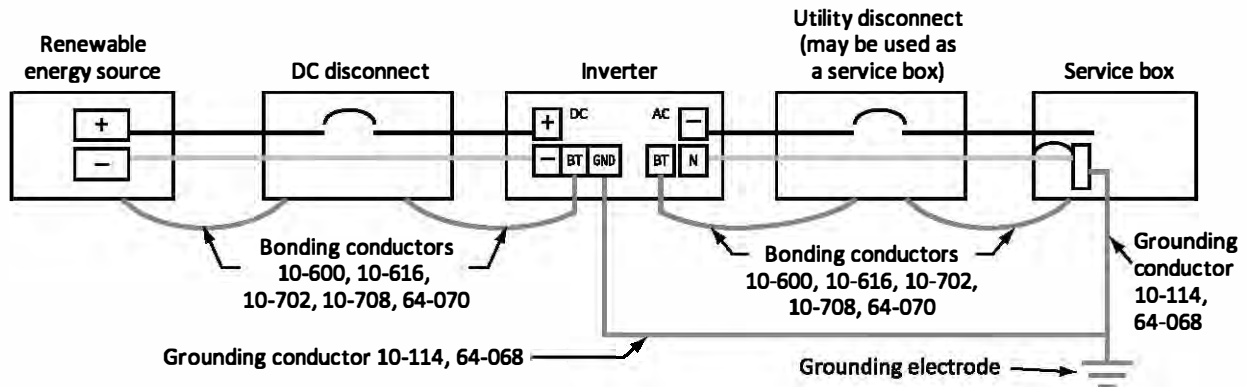 Renewable
energy source
DC disconnect
Inverter
Utility disconnect
(may be used as
a service box)
Service box
+
−
+
DC
−
BT
GND
AC
−
BT
N
Bonding conductors
10-600, 10-616,
10-702, 10-708, 64-070
Bonding conductors
10-600, 10-616, 10-702,
10-708, 64-070
Grounding
conductor
10-114,
64-068
Grounding conductor 10-114, 64-068
Grounding electrode